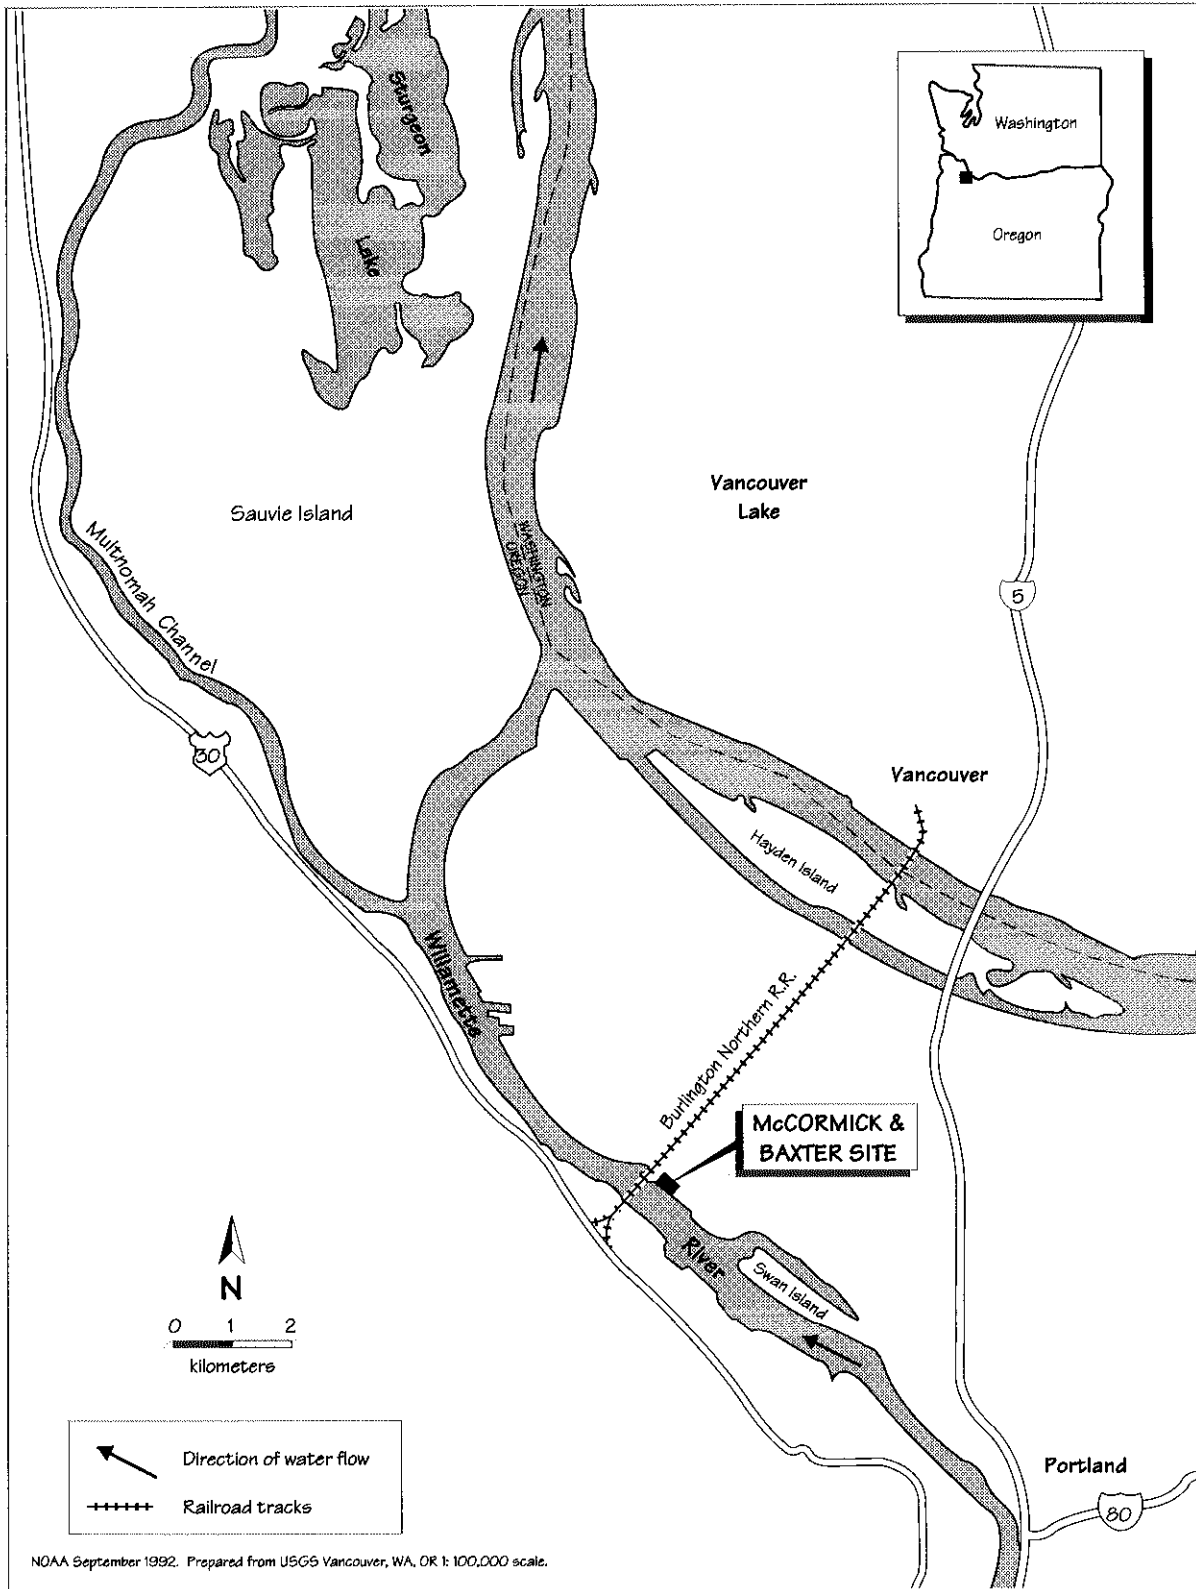 Sturgeon
Lake
Washington
Oregon
Sauvie Island
Vancouver
Lake
WASHINGTON
OREGON
5
Multnomah Channel
30
Vancouver
Hayden Island
Willamette
Burlington Northern R.R.
McCORMICK &
BAXTER SITE
River
Swan Island
N
0 1 2
kilometers
Direction of water flow
Railroad tracks
Portland
80
NOAA September 1992. Prepared from USGS Vancouver, WA, OR 1: 100,000 scale.